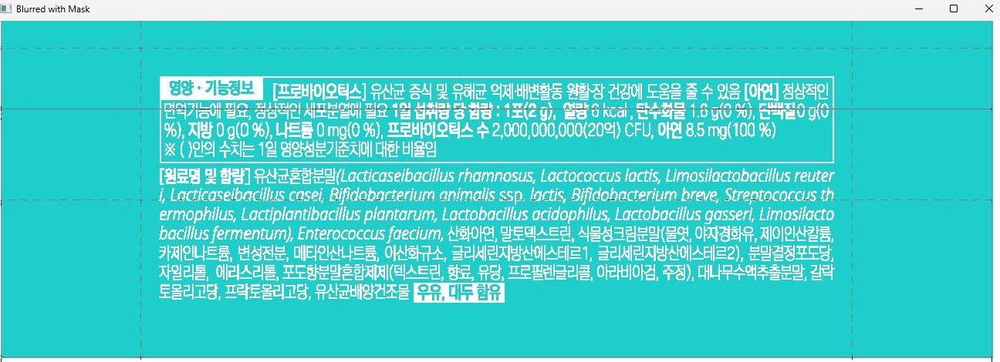 Blurred with Mask
영양·기능정보 [프로바이오틱스] 유산균 증식 및 유해균 억제·배변활동 원활·장 건강에 도움을 줄 수 있음 [아연] 정상적인
면역기능에 필요, 정상적인 세포분열에 필요 1일 섭취량 당 함량 : 1포(2 g), 열량 6 kcal , 탄수화물 1.6 g(0 %), 단백질0 g(0
%), 지방 0 g(0 %), 나트륨 0 mg(0 %), 프로바이오틱스 수 2,000,000,000(20억) CFU, 아연 8.5 mg(100 %)
※ ( )안의 수치는 1일 영양성분기준치에 대한 비율임
[원료명 및 함량] 유산균혼합분말(Lacticaseibacillus rhamnosus, Lactococcus lactis, Limosilactobacillus reuter
i, Lacticaseibacillus casei, Bifidobacterium animalis ssp. lactis, Bifidobacterium breve, Streptococcus th
ermophilus, Lactiplantibacillus plantarum, Lactobacillus acidophilus, Lactobacillus gasseri, Limosilacto
bacillus fermentum), Enterococcus faecium, 산화아연, 말토덱스트린, 식물성크림분말(물엿, 야자경화유, 제이인산칼륨,
카제인나트륨, 변성전분, 메타인산나트륨, 이산화규소, 글리세린지방산에스테르1, 글리세린지방산에스테르2), 분말결정포도당,
자일리톨, 에리스리톨, 포도향분말혼합제제(덱스트린, 향료, 유당, 프로필렌글리콜, 아라비아검, 주정), 대나무수액추출분말, 갈락
토올리고당, 프락토올리고당, 유산균배양건조물 우유, 대두 함유